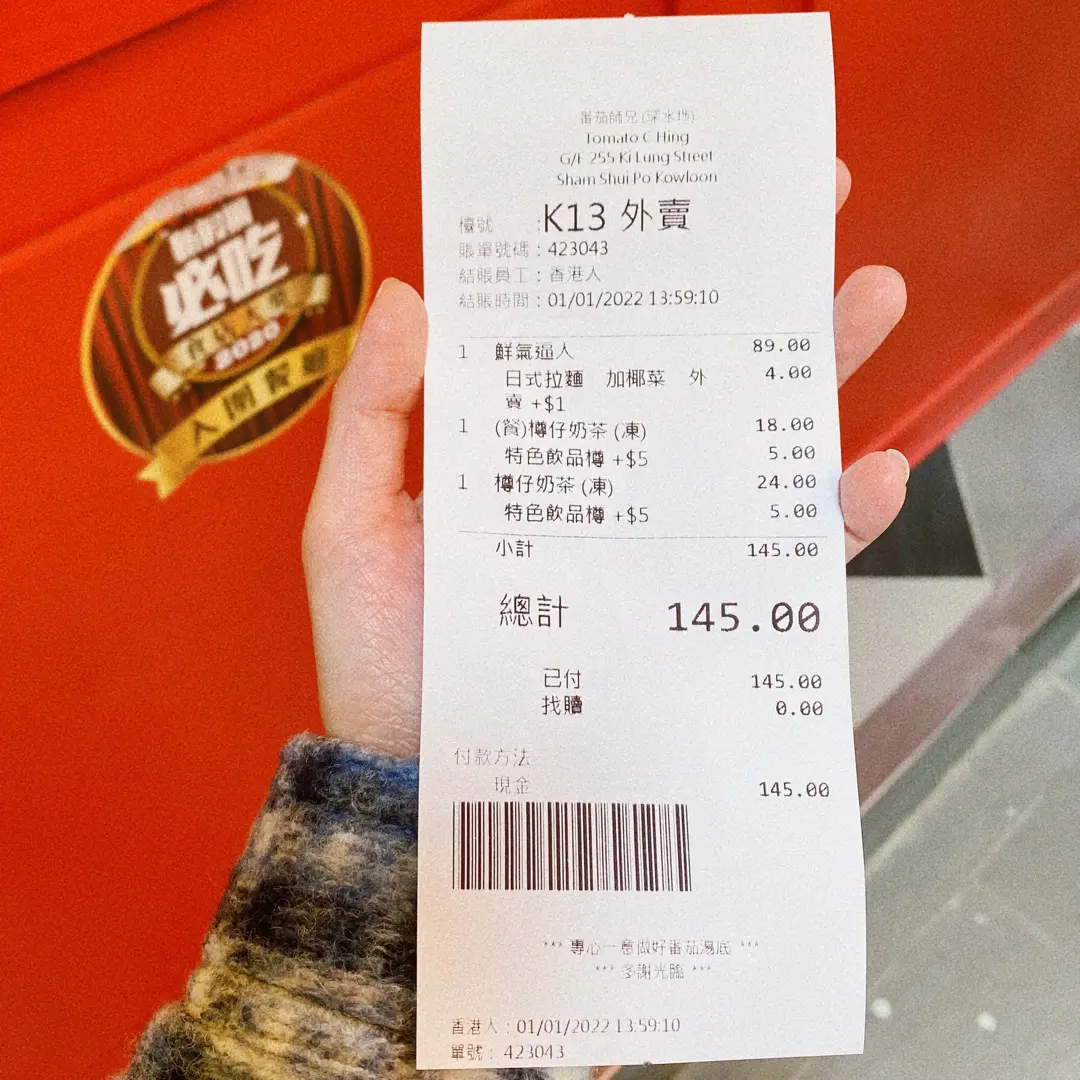 必吃
2020
人間餐廳
番茄師兄 (深水埗)
Tomato C Hing
G/F 255 Ki Lung Street
Sham Shui Po Kowloon
檯號 :K13 外賣
賬單號碼 : 423043
結賬員工 : 香港人
結賬時間 : 01/01/2022 13:59:10
1 鮮氣逼人 89.00
日式拉麵 加椰菜 外 4.00
賣 +$1
1 (餐)樽仔奶茶 (凍) 18.00
特色飲品樽 +$5 5.00
1 樽仔奶茶 (凍) 24.00
特色飲品樽 +$5 5.00
小計 145.00
總計 145.00
已付 145.00
找贖 0.00
付款方法
現金 145.00
*** 專心一意做好番茄湯底 ***
*** 多謝光臨 ***
香港人 : 01/01/2022 13:59:10
單號 : 423043